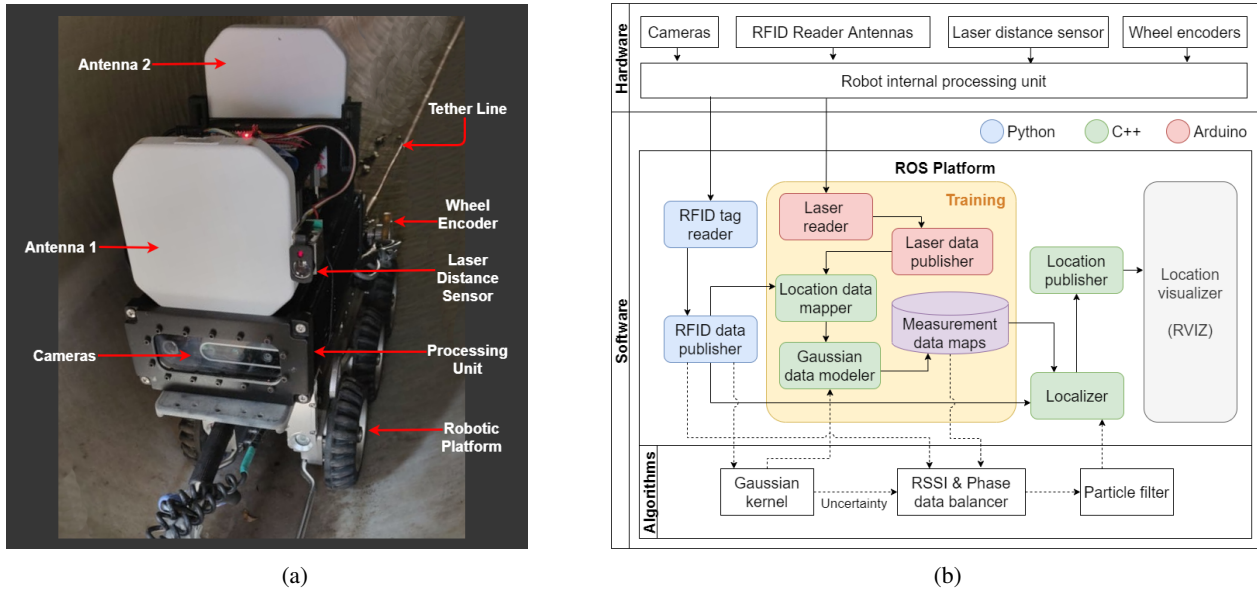 Antenna 2
Tether Line
Wheel
Encoder
Antenna 1
Laser
Distance
Sensor
Cameras
Processing
Unit
Robotic
Platform
(a)
Hardware
Cameras
RFID Reader Antennas
Laser distance sensor
Wheel encoders
Robot internal processing unit
Software
Python
C++
Arduino
ROS Platform
Training
RFID tag
reader
Laser
reader
Laser data
publisher
Location data
mapper
RFID data
publisher
Gaussian
data modeler
Measurement
data maps
Location
publisher
Localizer
Location
visualizer
(RVIZ)
Algorithms
Gaussian
kernel
Uncertainty
RSSI & Phase
data balancer
Particle filter
(b)